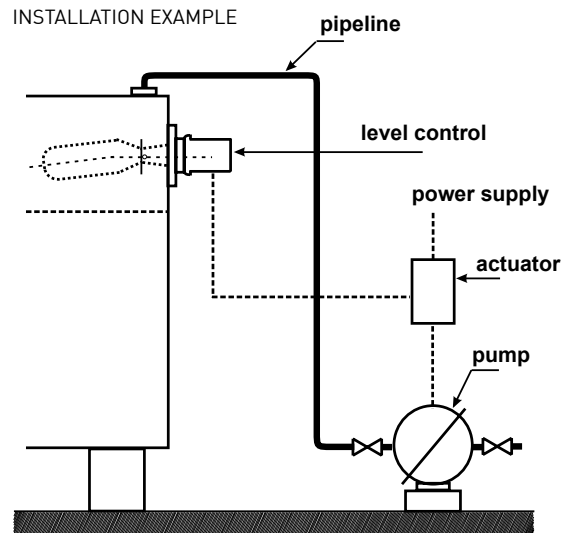 INSTALLATION EXAMPLE
pipeline
level control
power supply
actuator
pump